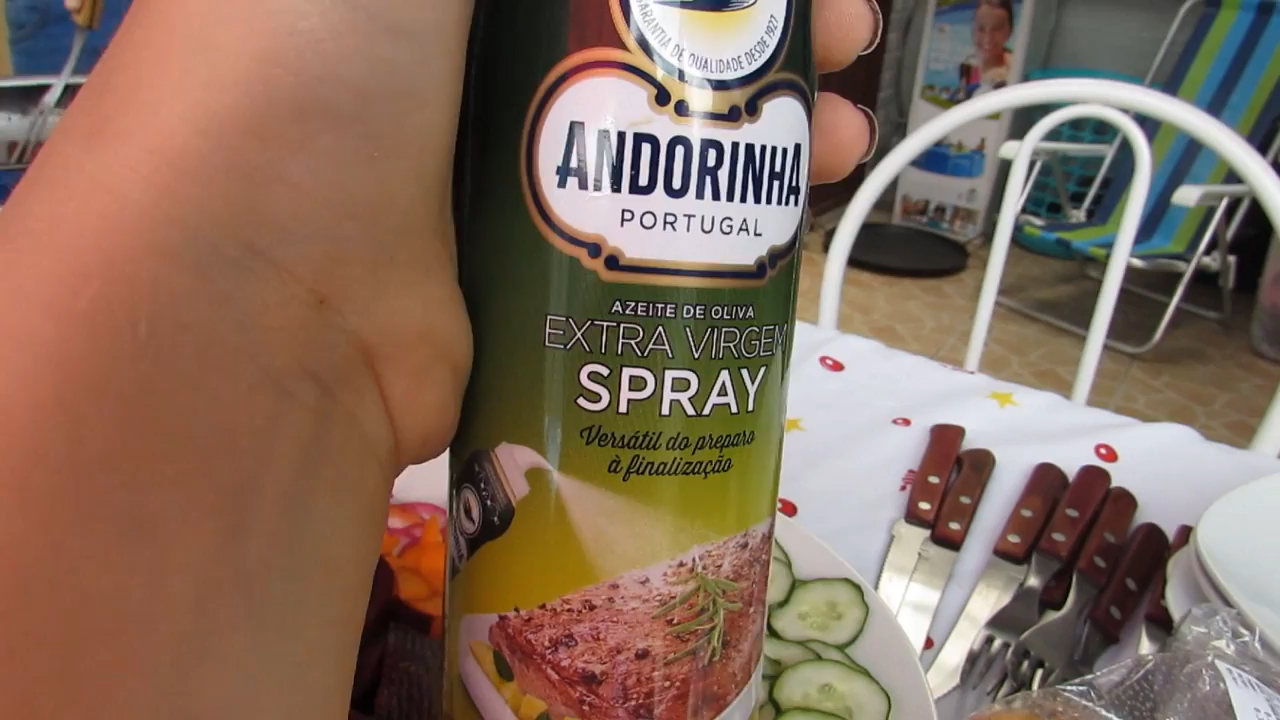 GARANTIA DE QUALIDADE DESDE 1927
ANDORINHA
PORTUGAL
AZEITE DE OLIVA
EXTRA VIRGEM
SPRAY
Versátil do preparo
à finalização